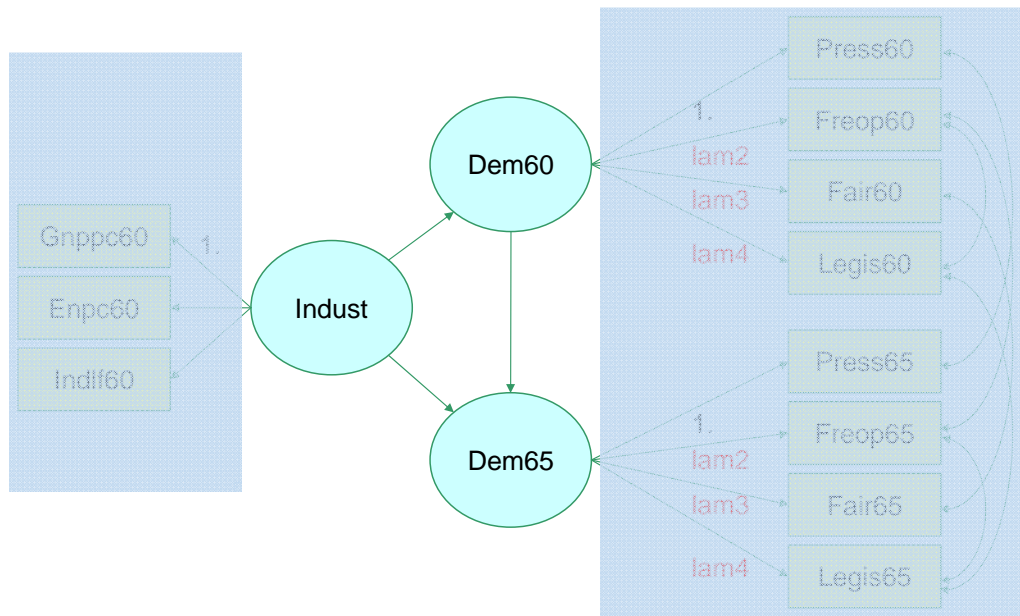 Gnppc60
1.
Enpc60
Indlf60
Indust
Dem60
Dem65
Press60
1.
Freop60
lam2
Fair60
lam3
lam4
Legis60
Press65
1.
Freop65
lam2
Fair65
lam3
lam4
Legis65